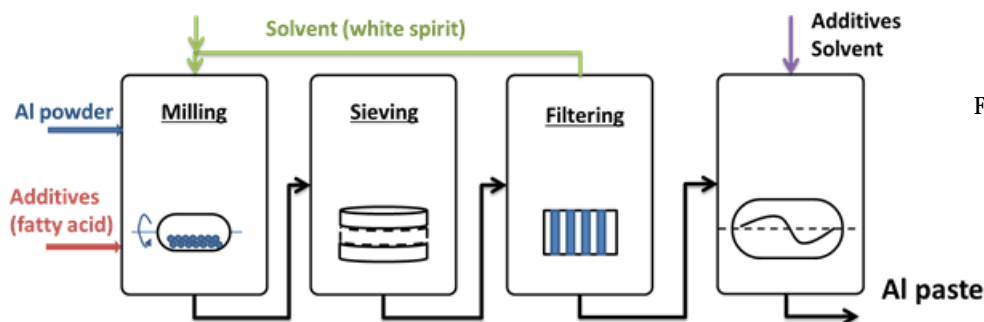 Solvent (white spirit)
Additives
Solvent
Al powder
Milling
Sieving
Filtering
F
Additives
(fatty acid)
Al paste